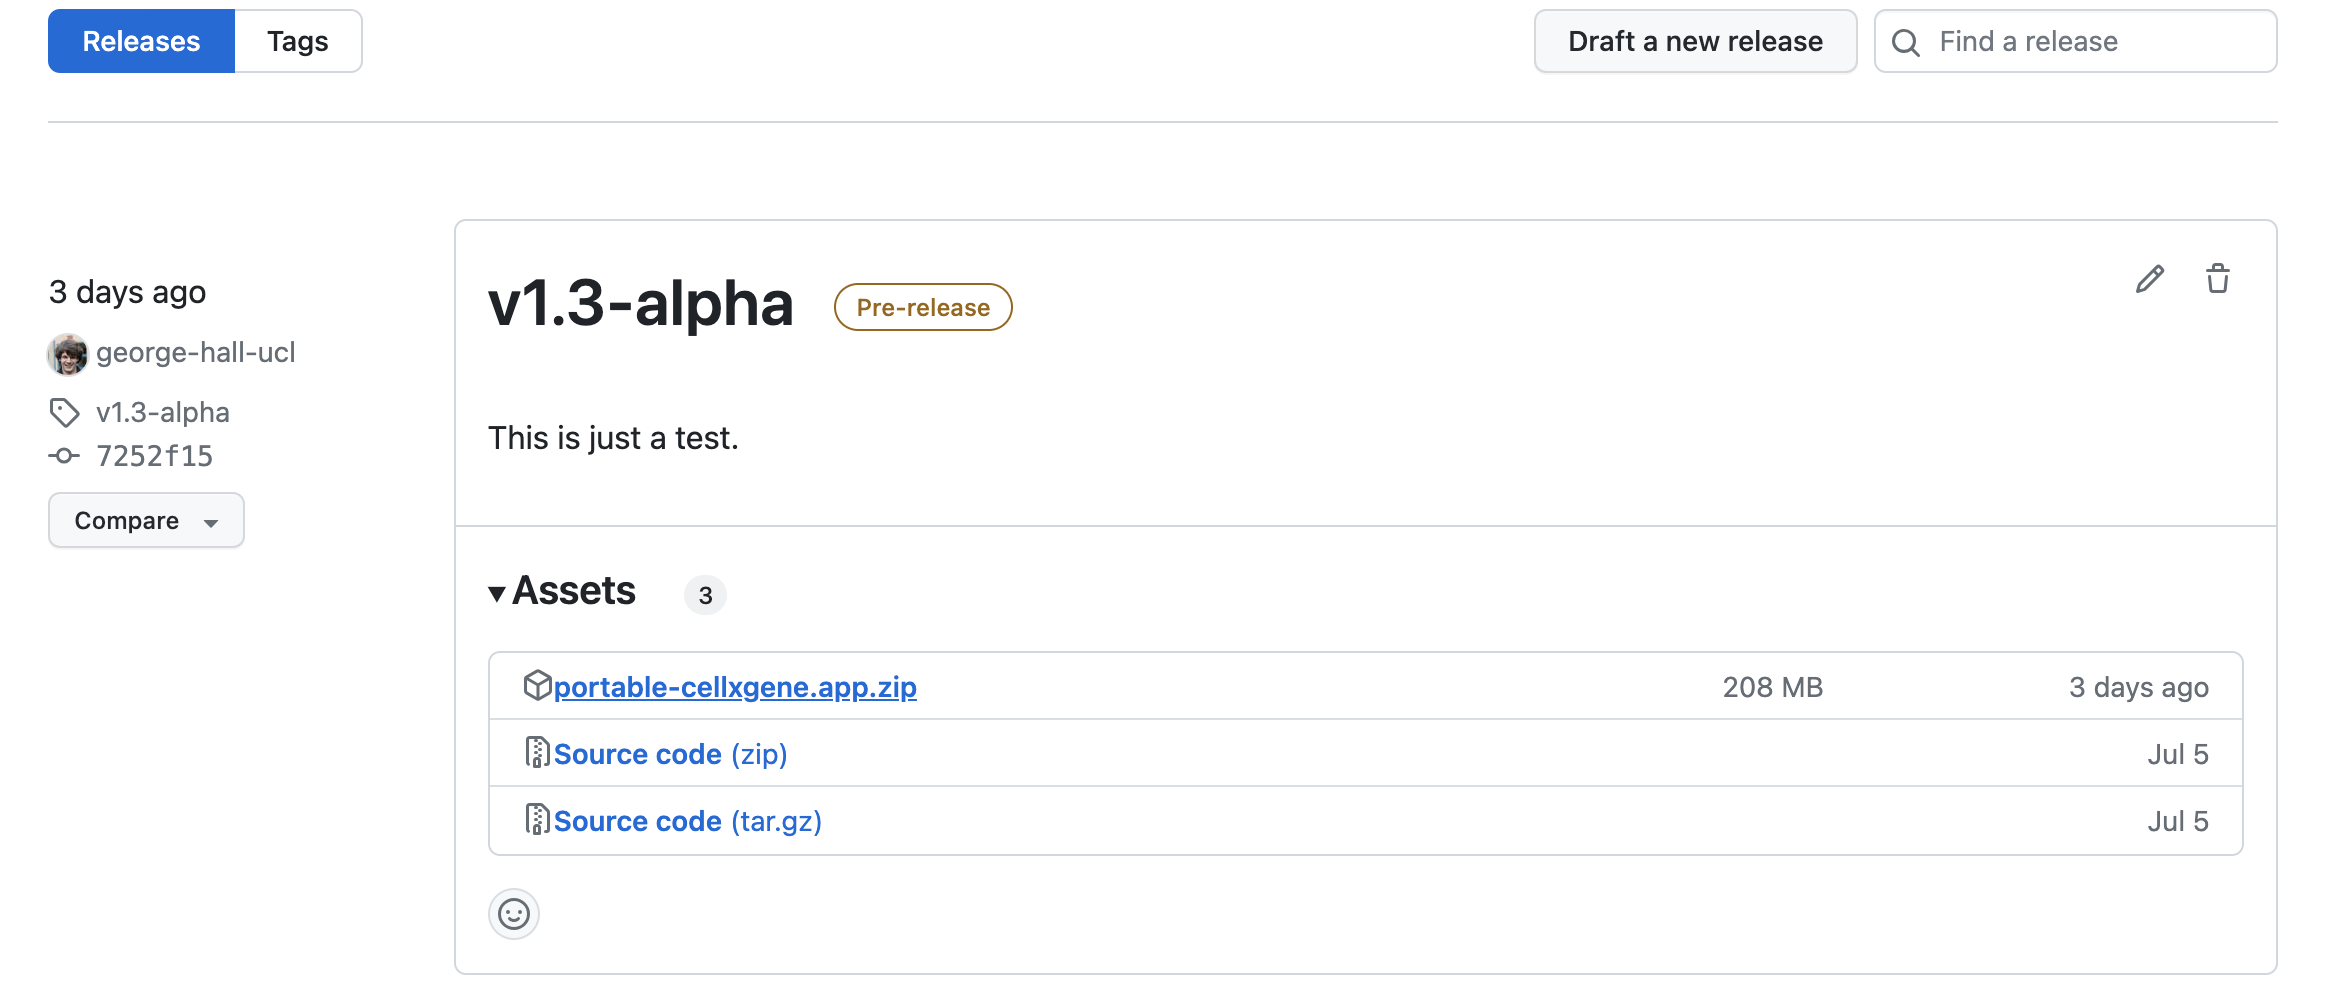 Releases Tags Draft a new release Find a release
3 days ago
george-hall-ucl
v1.3-alpha
7252f15
Compare
v1.3-alpha Pre-release
This is just a test.
Assets 3
portable-cellxgene.app.zip 208 MB 3 days ago
Source code (zip) Jul 5
Source code (tar.gz) Jul 5